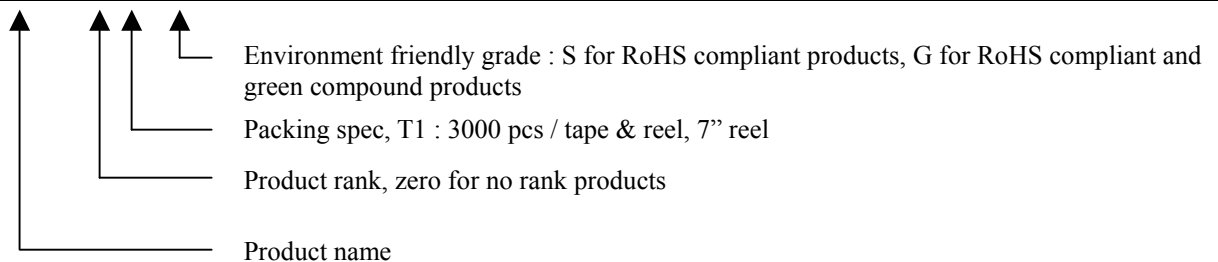 Environment friendly grade : S for RoHS compliant products, G for RoHS compliant and
green compound products
Packing spec, T1 : 3000 pcs / tape & reel, 7” reel
Product rank, zero for no rank products
Product name